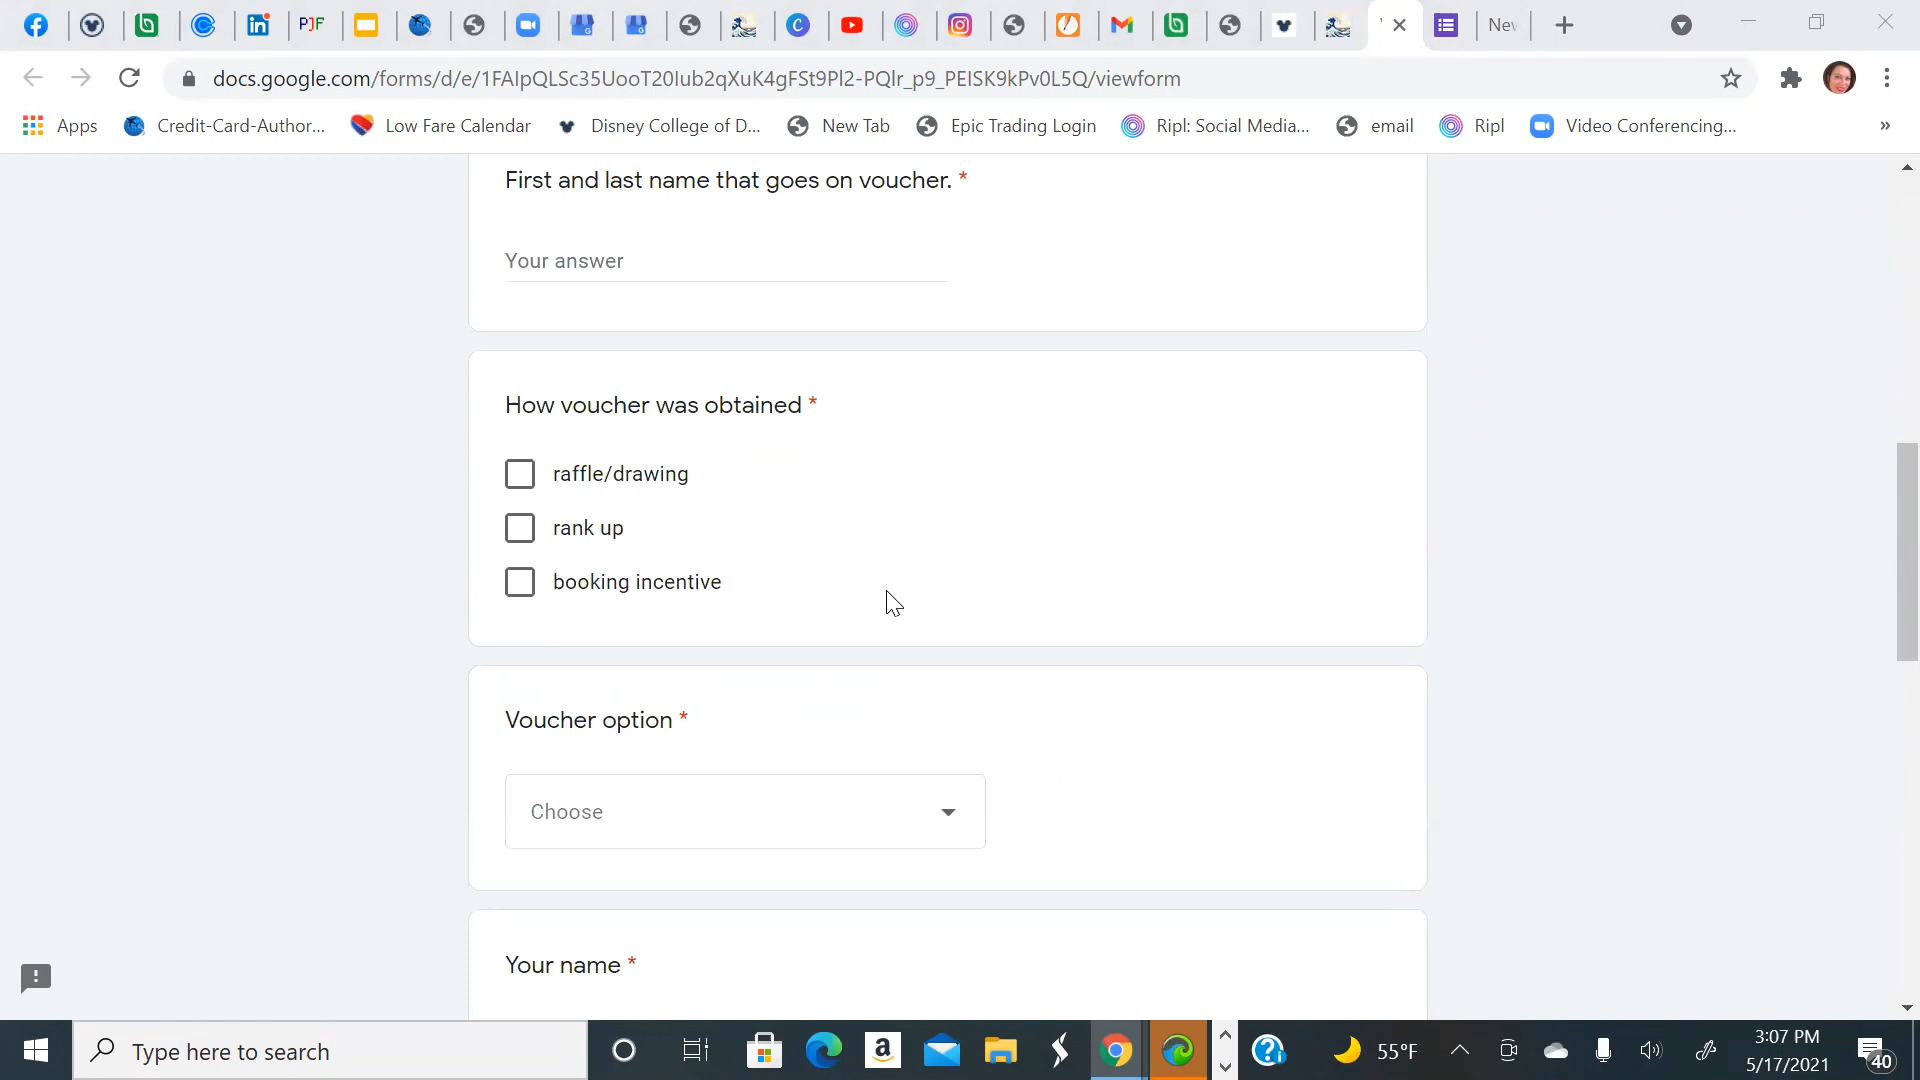 PJF
Nev
docs.google.com/forms/d/e/1FAIpQLSc35UooT20Iub2qXuK4gFSt9Pl2-PQlr_p9_PEISK9kPv0L5Q/viewform
Apps
Credit-Card-Author...
Low Fare Calendar
Disney College of D...
New Tab
Epic Trading Login
Ripl: Social Media...
email
Ripl
Video Conferencing...
»
First and last name that goes on voucher. *
Your answer
How voucher was obtained *
raffle/drawing
rank up
booking incentive
Voucher option *
Choose
Your name *
Type here to search
55°F
3:07 PM
5/17/2021
40